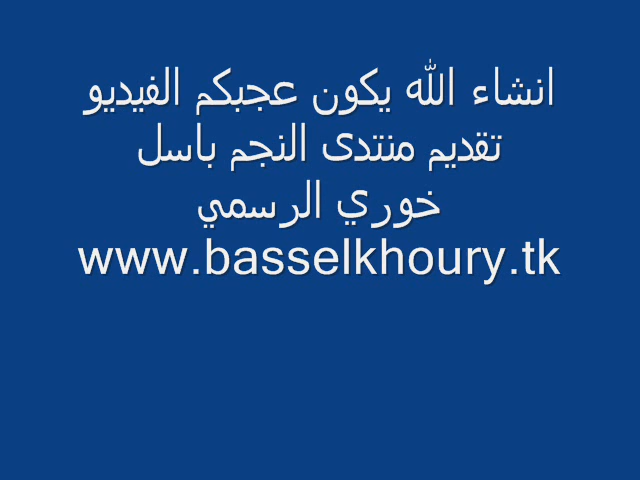 انشاء الله يكون عجبكم الفيديو
تقديم منتدى النجم باسل
خوري الرسمي
www.basselkhoury.tk